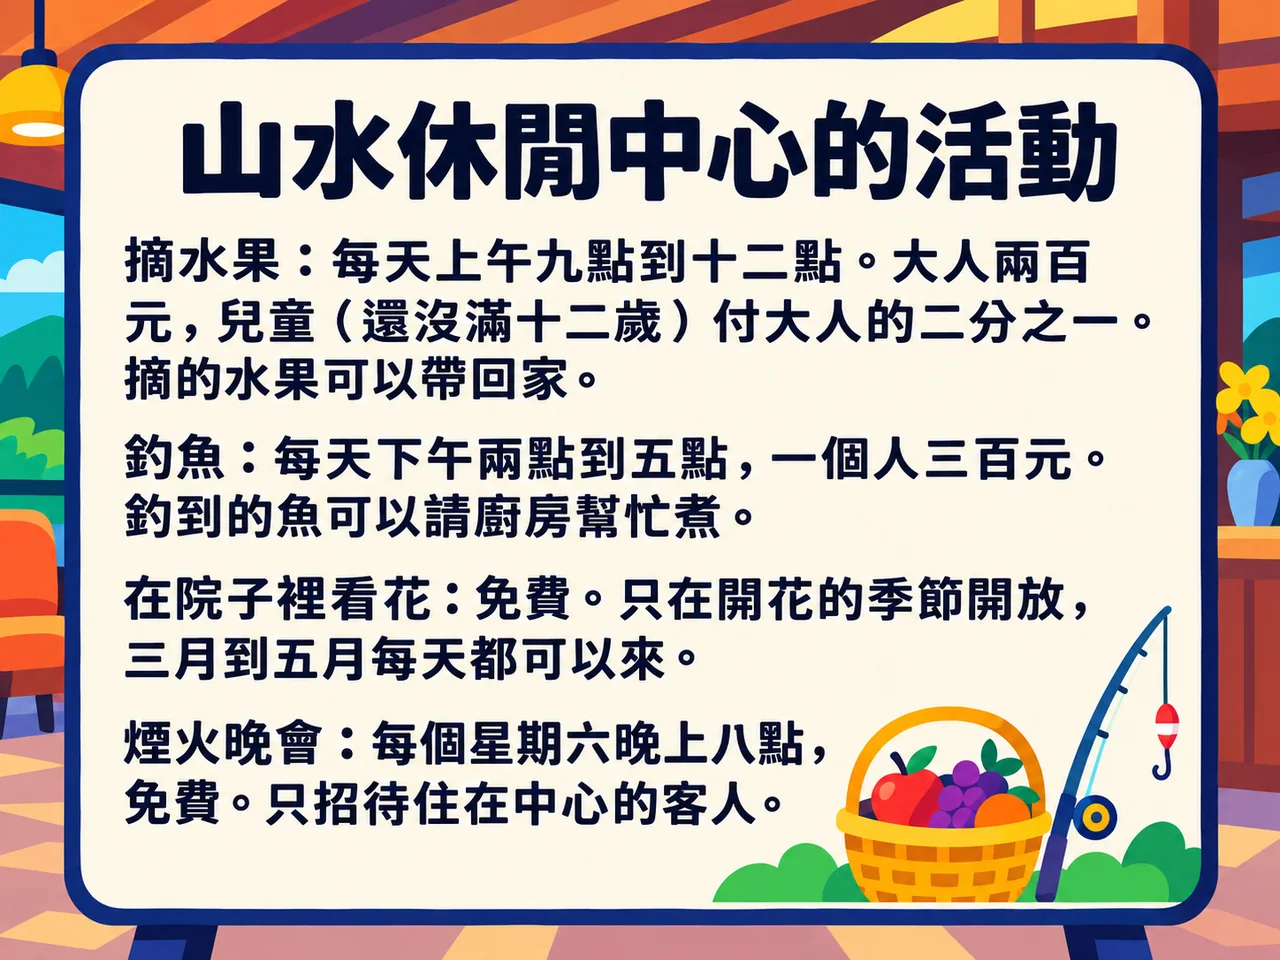 山水休閒中心的活動
摘水果：每天上午九點到十二點。大人兩百
元，兒童（還沒滿十二歲）付大人的二分之一。
摘的水果可以帶回家。
釣魚：每天下午兩點到五點，一個人三百元。
釣到的魚可以請廚房幫忙煮。
在院子裡看花：免費。只在開花的季節開放，
三月到五月每天都可以來。
煙火晚會：每個星期六晚上八點，
免費。只招待住在中心的客人。